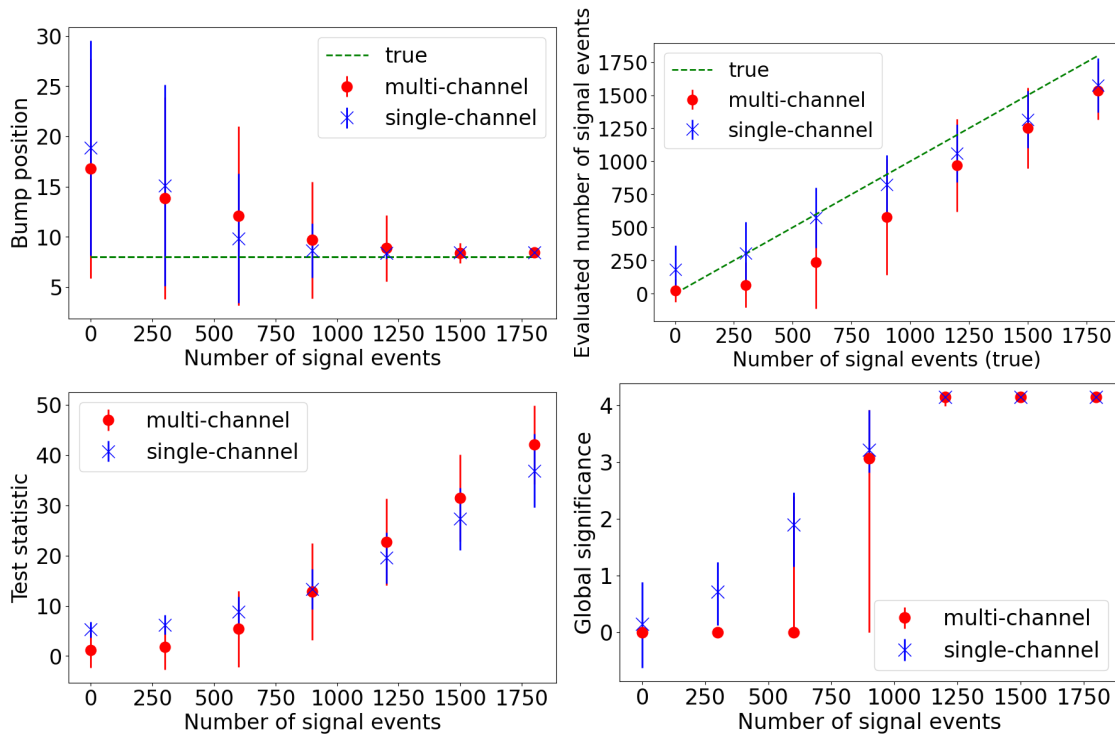 30
25
20
15
10
5
Bump position
true
multi-channel
single-channel
0 250 500 750 1000 1250 1500 1750
Number of signal events
1750
1500
1250
1000
750
500
250
0
Evaluated number of signal events
true
multi-channel
single-channel
0 250 500 750 1000 1250 1500 1750
Number of signal events (true)
50
40
30
20
10
0
Test statistic
multi-channel
single-channel
0 250 500 750 1000 1250 1500 1750
Number of signal events
4
3
2
1
0
Global significance
multi-channel
single-channel
0 250 500 750 1000 1250 1500 1750
Number of signal events